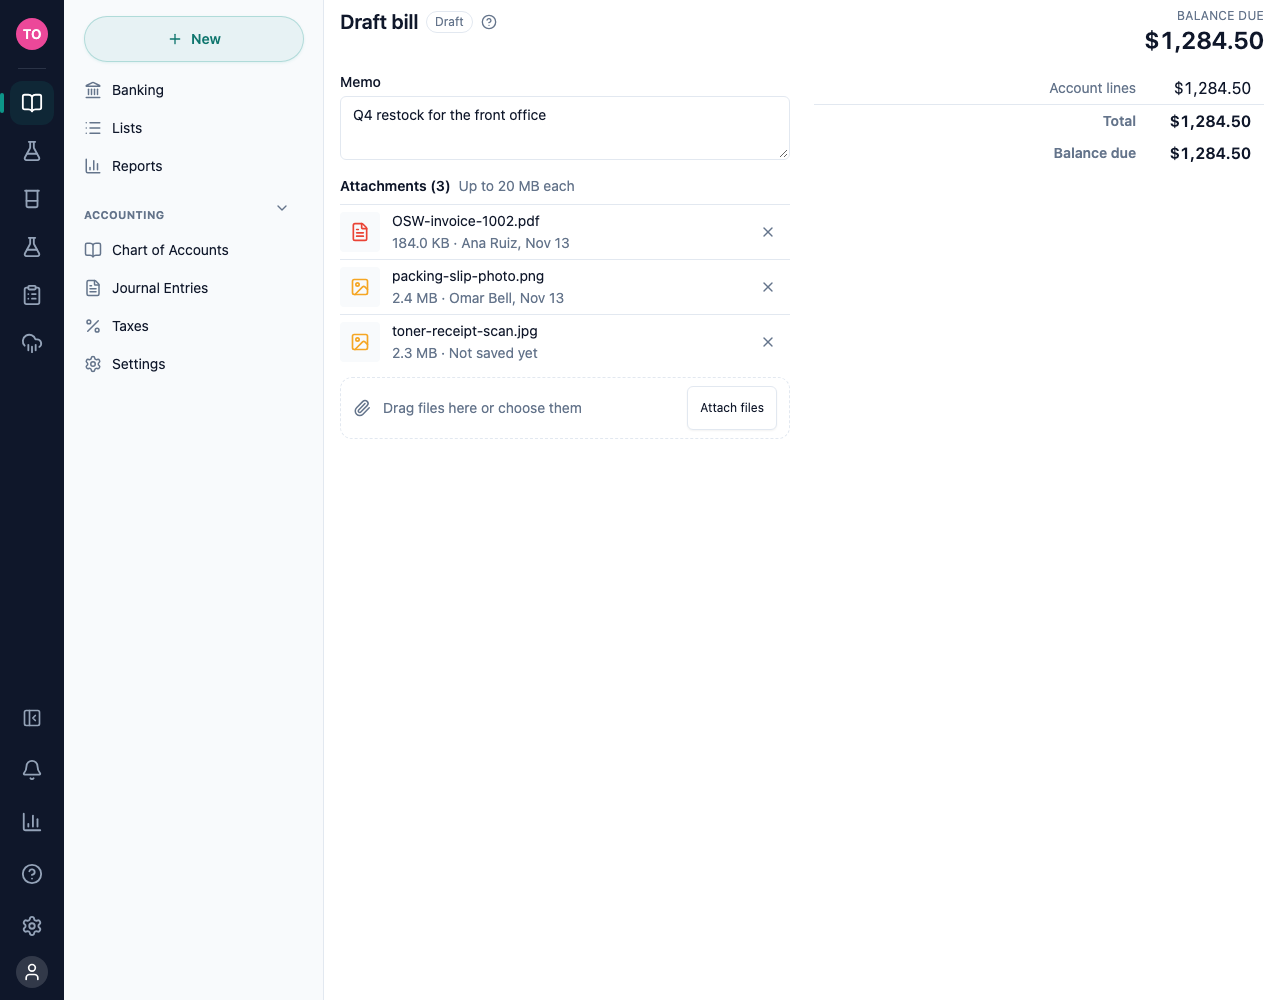 TO
New
Banking
Lists
Reports
ACCOUNTING
Chart of Accounts
Journal Entries
Taxes
Settings
Draft bill
Draft
BALANCE DUE
$1,284.50
Memo
Q4 restock for the front office
Account lines $1,284.50
Total $1,284.50
Balance due $1,284.50
Attachments (3) Up to 20 MB each
OSW-invoice-1002.pdf
184.0 KB · Ana Ruiz, Nov 13
packing-slip-photo.png
2.4 MB · Omar Bell, Nov 13
toner-receipt-scan.jpg
2.3 MB · Not saved yet
Drag files here or choose them
Attach files